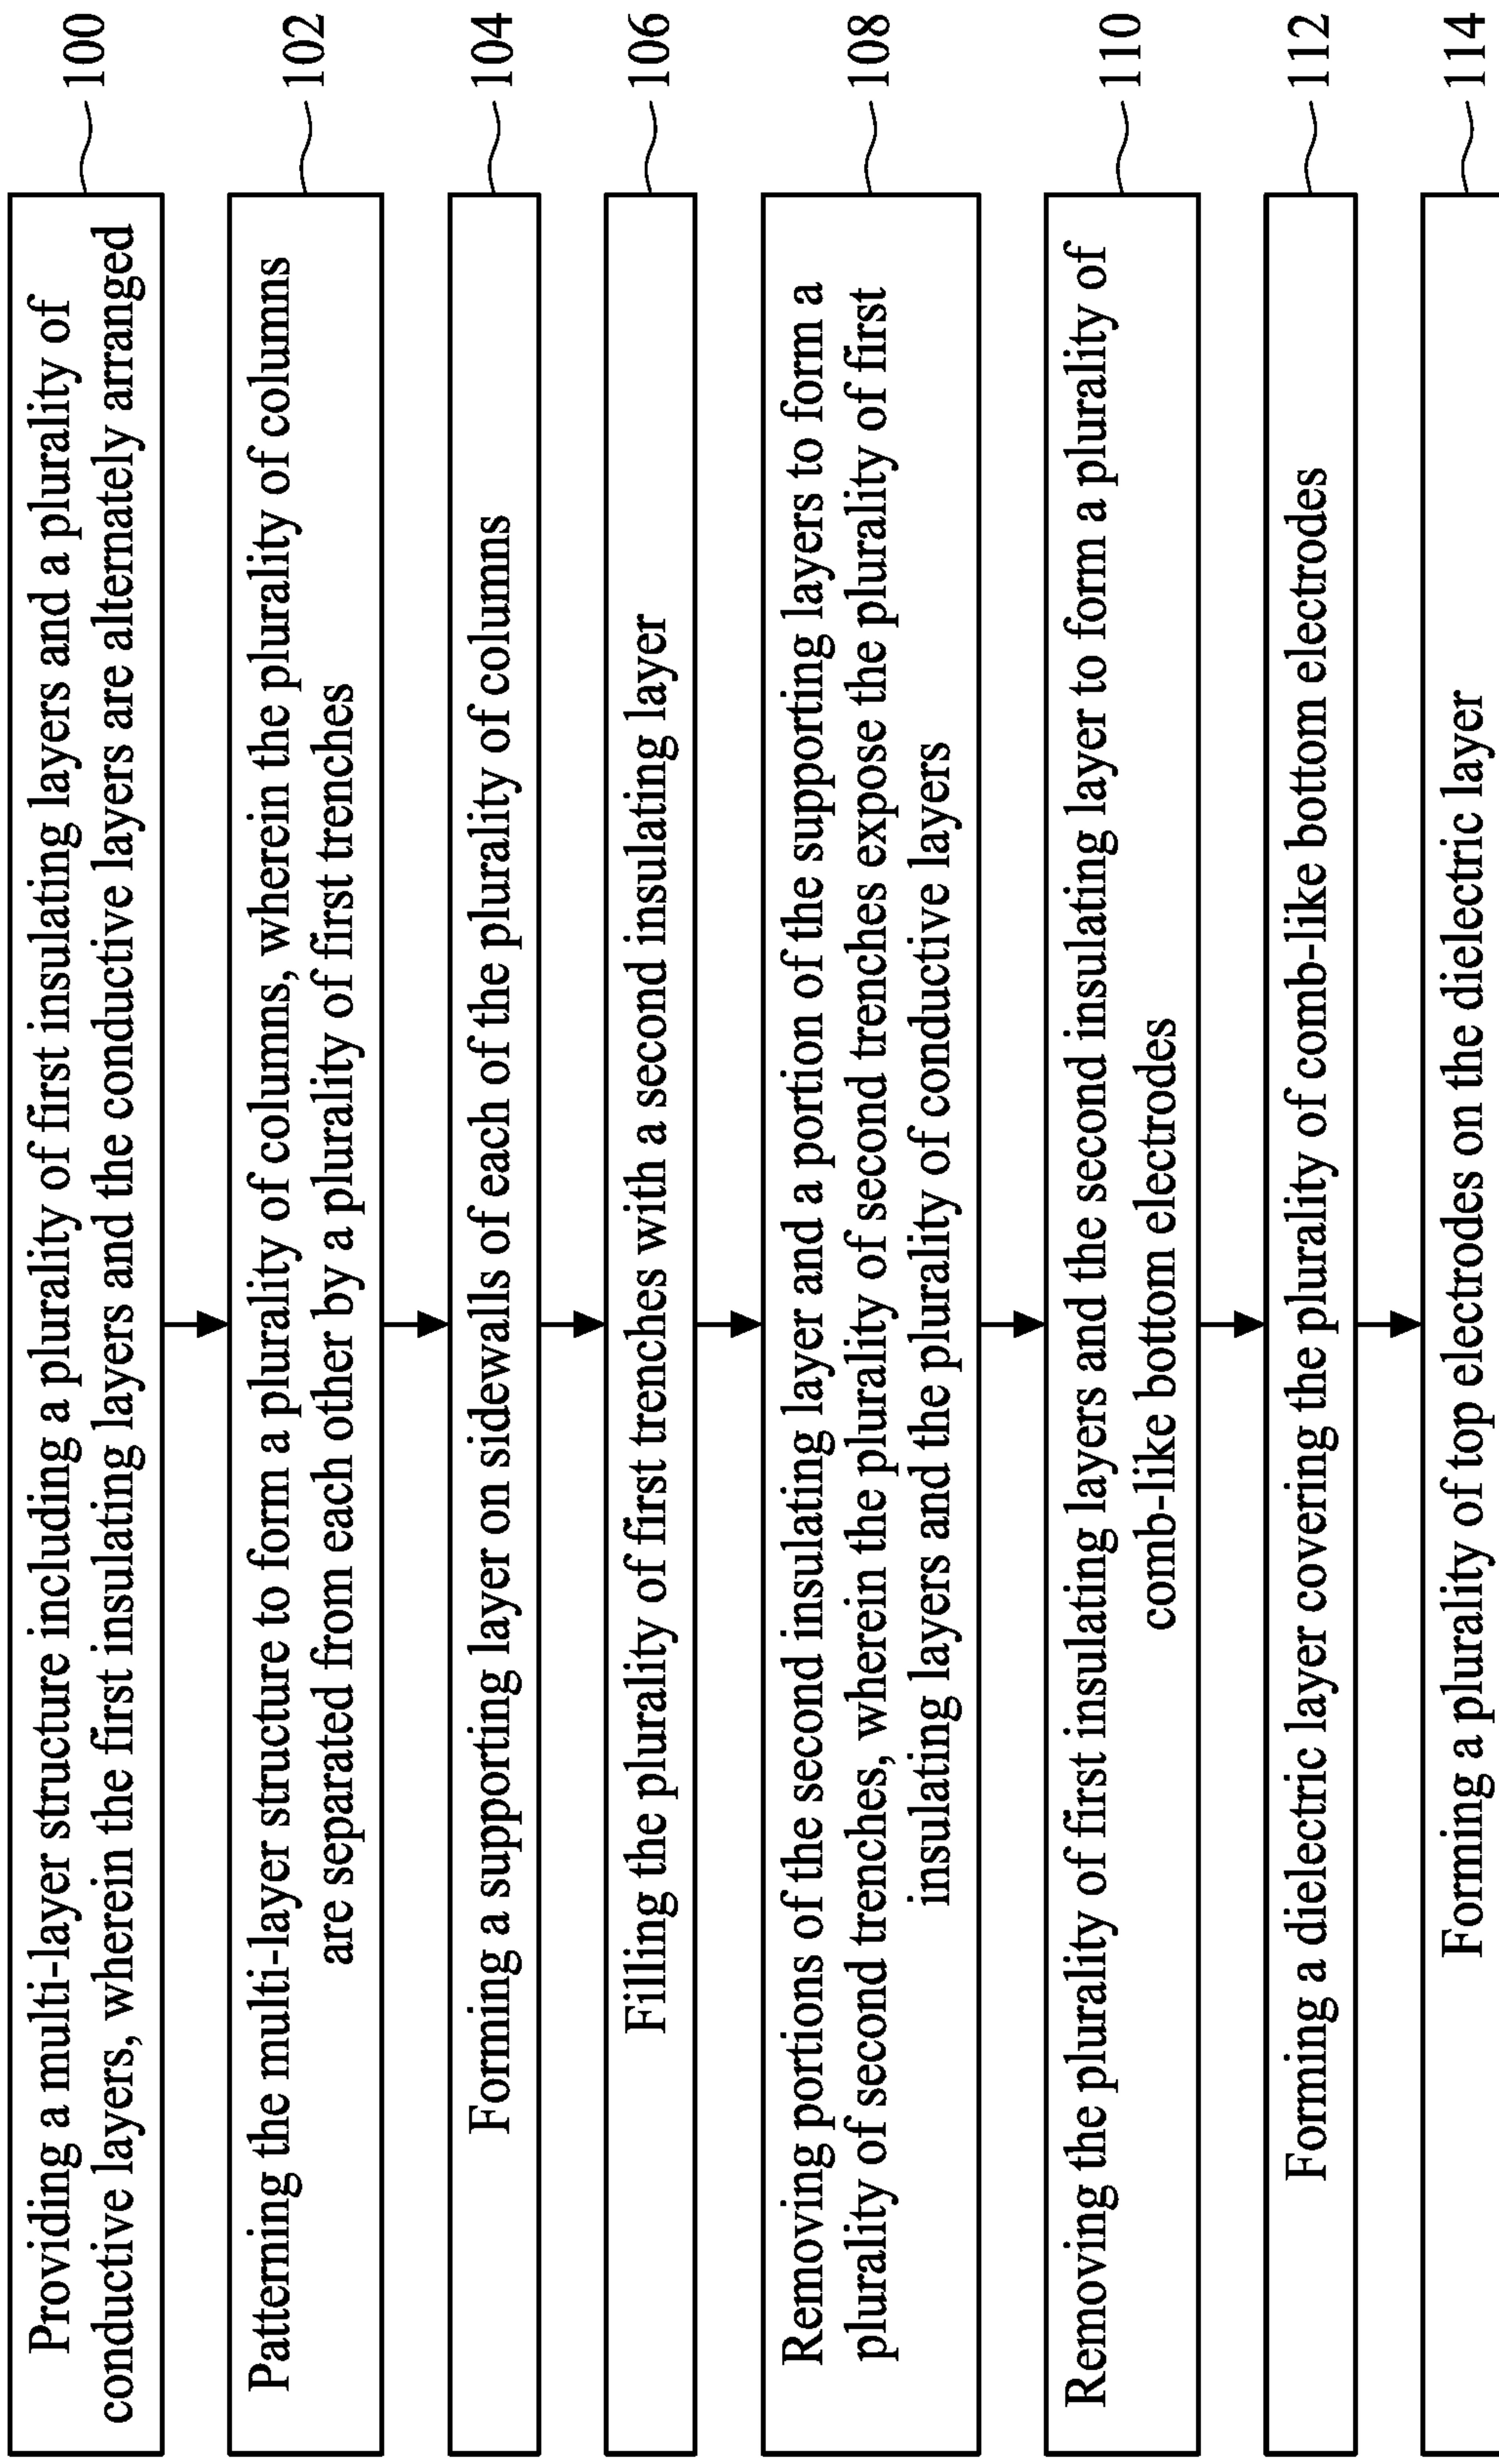 Providing a multi-layer structure including a plurality of first insulating layers and a plurality of
conductive layers, wherein the first insulating layers and the conductive layers are alternately arranged
100
Patterning the multi-layer structure to form a plurality of columns, wherein the plurality of columns
are separated from each other by a plurality of first trenches
102
Forming a supporting layer on sidewalls of each of the plurality of columns
104
Filling the plurality of first trenches with a second insulating layer
106
Removing portions of the second insulating layer and a portion of the supporting layers to form a
plurality of second trenches, wherein the plurality of second trenches expose the plurality of first
insulating layers and the plurality of conductive layers
108
Removing the plurality of first insulating layers and the second insulating layer to form a plurality of
comb-like bottom electrodes
110
Forming a dielectric layer covering the plurality of comb-like bottom electrodes
112
Forming a plurality of top electrodes on the dielectric layer
114